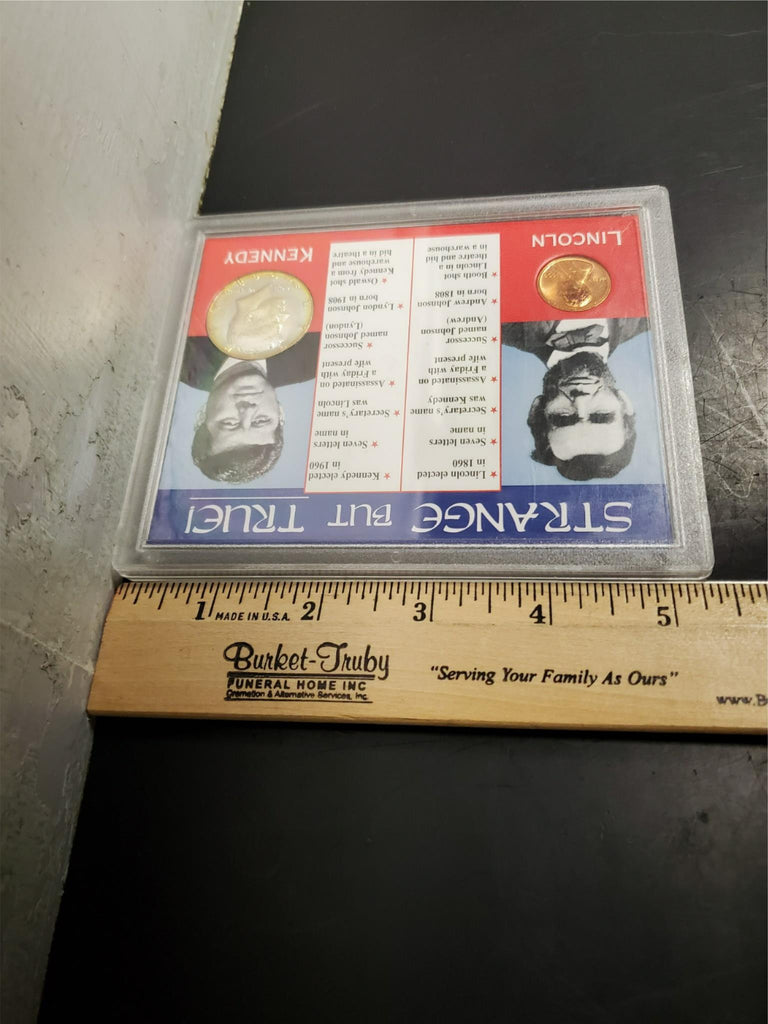 STRANGE BUT TRUE!
★ Lincoln elected
in 1860
★ Seven letters
in name
★ Secretary's name
was Kennedy
★ Assassinated on
a Friday with
wife present
★ Successor
named Johnson
(Andrew)
★ Andrew Johnson
born in 1808
★ Booth shot
Lincoln in a
theatre and hid
in a warehouse
★ Kennedy elected
in 1960
★ Seven letters
in name
★ Secretary's name
was Lincoln
★ Assassinated on
a Friday with
wife present
★ Successor
named Johnson
(Lyndon)
★ Lyndon Johnson
born in 1908
★ Oswald shot
Kennedy from a
warehouse and
hid in a theatre
LINCOLN
KENNEDY
1 2 3 4 5
MADE IN U.S.A.
Burket-Truby
FUNERAL HOME INC
Cremation & Alternative Services, Inc.
"Serving Your Family As Ours"
www.B